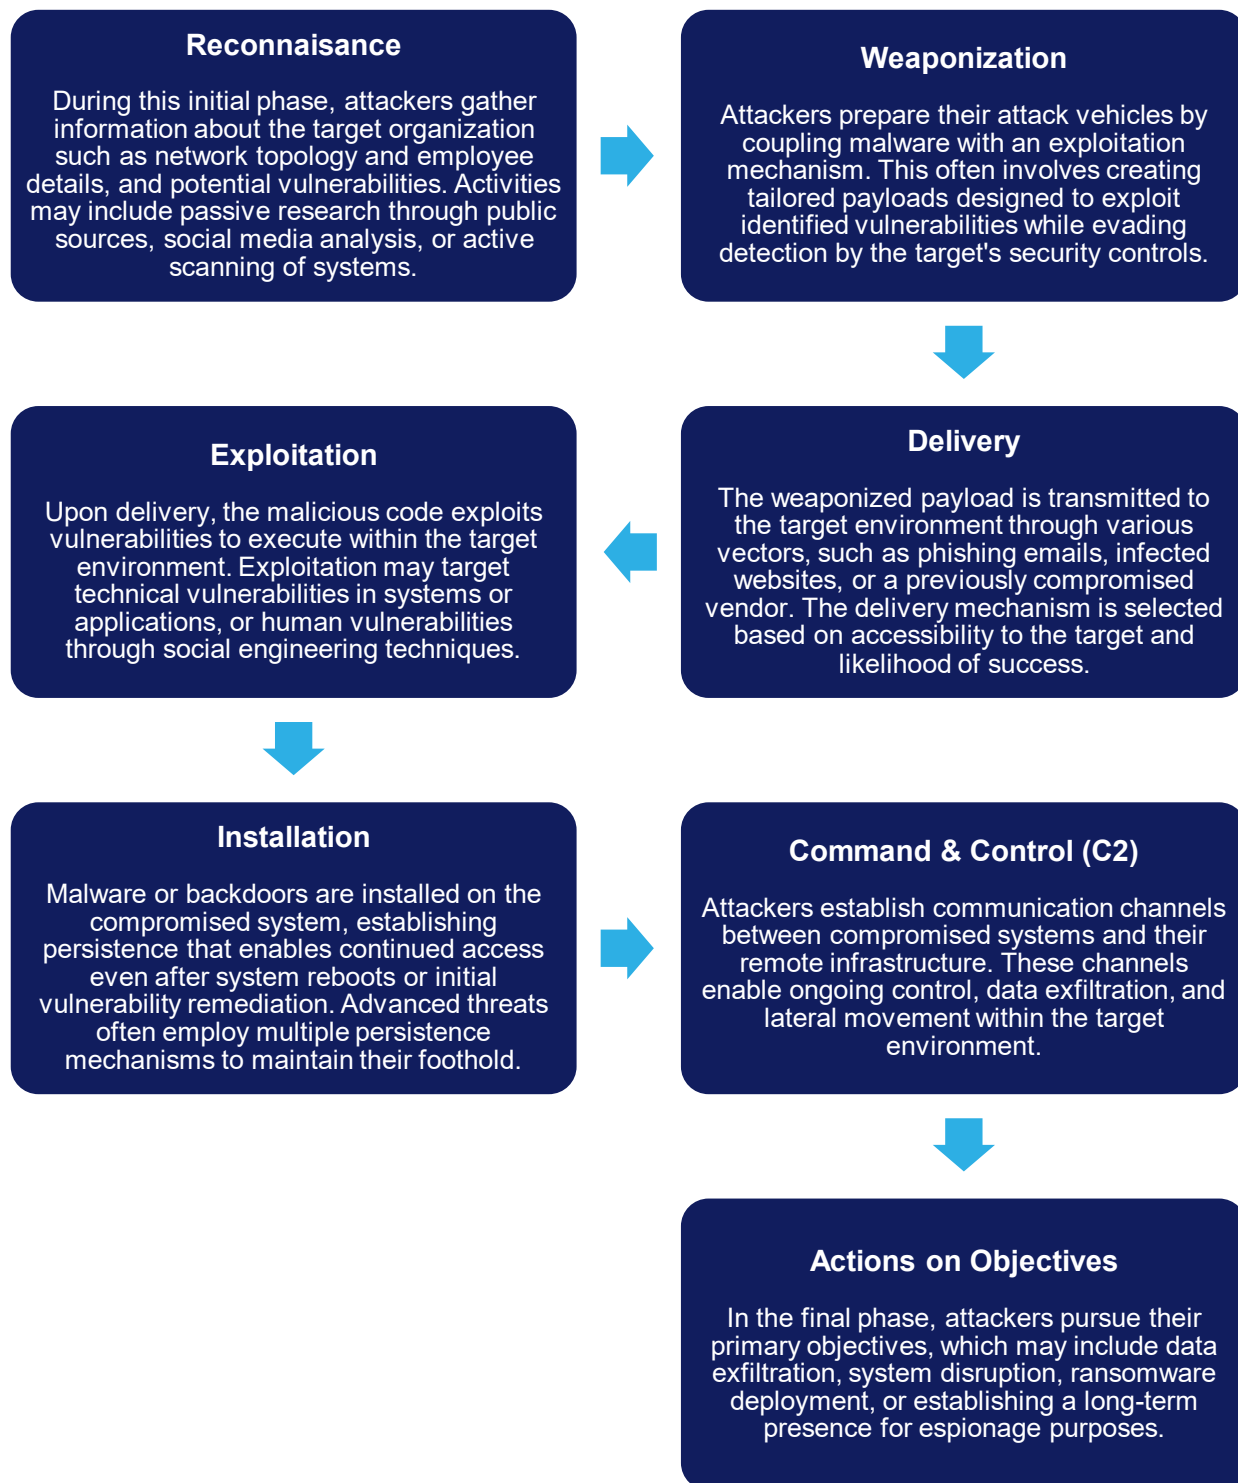 Reconnaisance
During this initial phase, attackers gather
information about the target organization
such as network topology and employee
details, and potential vulnerabilities. Activities
may include passive research through public
sources, social media analysis, or active
scanning of systems.
Weaponization
Attackers prepare their attack vehicles by
coupling malware with an exploitation
mechanism. This often involves creating
tailored payloads designed to exploit
identified vulnerabilities while evading
detection by the target's security controls.
Delivery
The weaponized payload is transmitted to
the target environment through various
vectors, such as phishing emails, infected
websites, or a previously compromised
vendor. The delivery mechanism is selected
based on accessibility to the target and
likelihood of success.
Exploitation
Upon delivery, the malicious code exploits
vulnerabilities to execute within the target
environment. Exploitation may target
technical vulnerabilities in systems or
applications, or human vulnerabilities
through social engineering techniques.
Installation
Malware or backdoors are installed on the
compromised system, establishing
persistence that enables continued access
even after system reboots or initial
vulnerability remediation. Advanced threats
often employ multiple persistence
mechanisms to maintain their foothold.
Command & Control (C2)
Attackers establish communication channels
between compromised systems and their
remote infrastructure. These channels
enable ongoing control, data exfiltration, and
lateral movement within the target
environment.
Actions on Objectives
In the final phase, attackers pursue their
primary objectives, which may include data
exfiltration, system disruption, ransomware
deployment, or establishing a long-term
presence for espionage purposes.